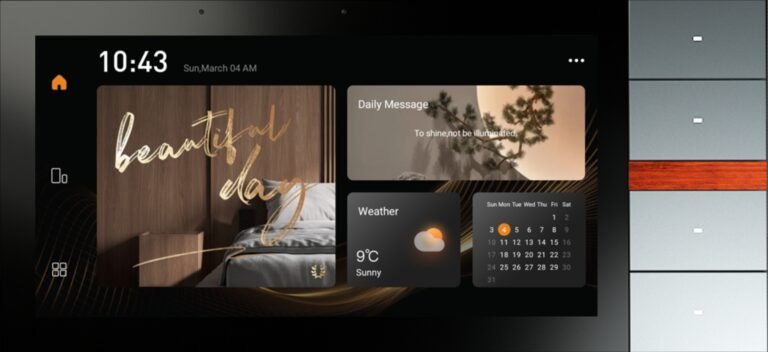 10:43 Sun,March 04 AM
beautiful
day
Daily Message
To shine,not be illuminated,
Weather
9℃
Sunny
Sun Mon Tue Wed Thu Fri Sat
1 2
3 4 5 6 7 8 9
10 11 12 13 14 15 16
17 18 19 20 21 22 23
24 25 26 27 28 29 30
31